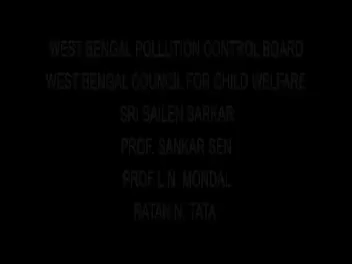 WEST BENGAL POLLUTION CONTROL BOARD
WEST BENGAL COUNCIL FOR CHILD WELFARE
SRI SAILEN SARKAR
PROF. SANKAR SEN
PROF L.N. MONDAL
RATAN N. TATA